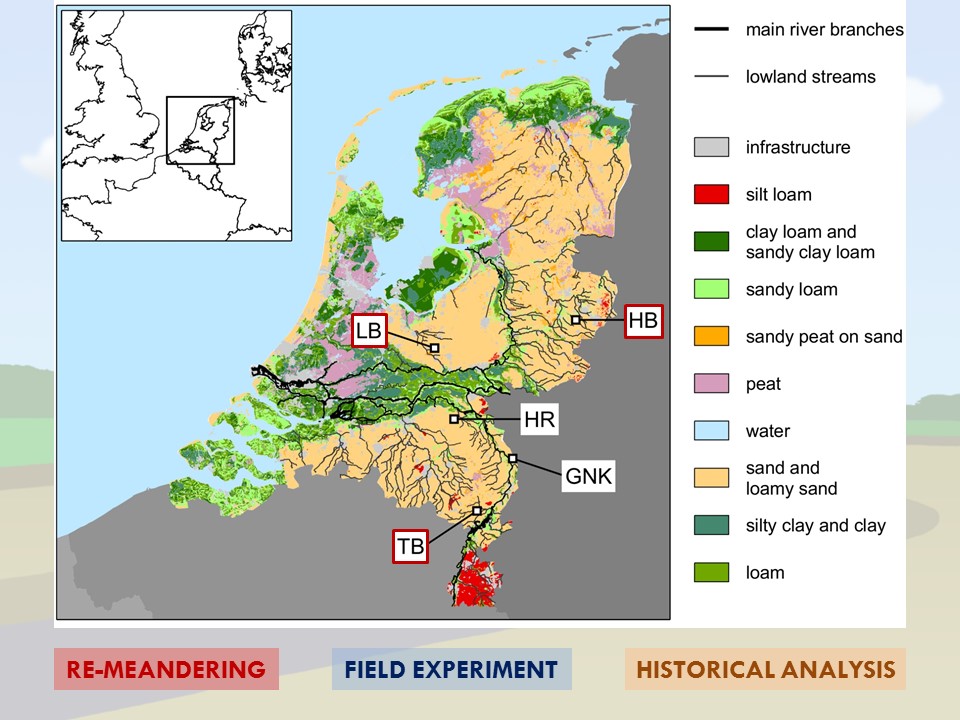 main river branches
lowland streams
infrastructure
silt loam
clay loam and
sandy clay loam
sandy loam
sandy peat on sand
peat
water
sand and
loamy sand
silty clay and clay
loam
LB
HB
HR
GNK
TB
RE-MEANDERING
FIELD EXPERIMENT
HISTORICAL ANALYSIS